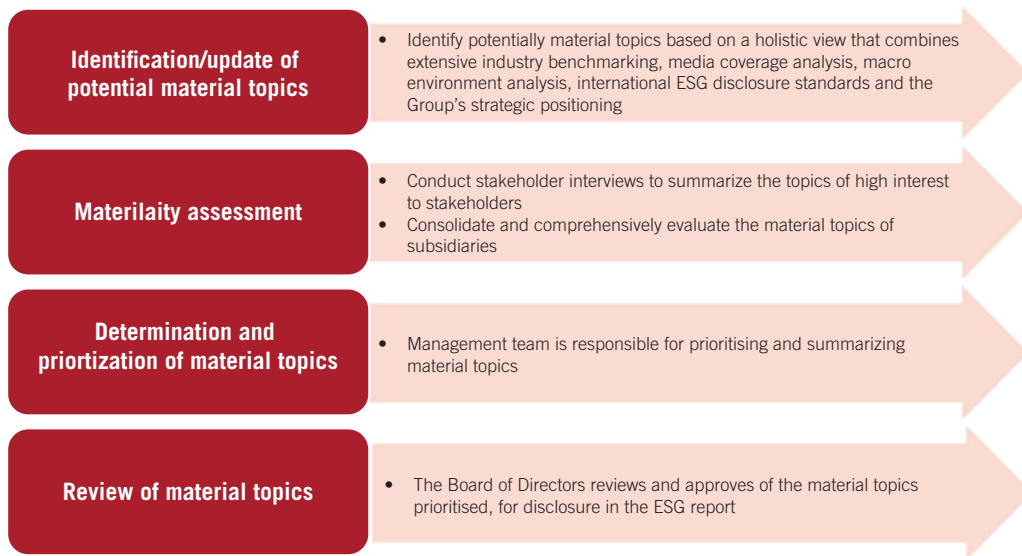 Identification/update of
potential material topics
• Identify potentially material topics based on a holistic view that combines
extensive industry benchmarking, media coverage analysis, macro
environment analysis, international ESG disclosure standards and the
Group's strategic positioning
Materilaity assessment
• Conduct stakeholder interviews to summarize the topics of high interest
to stakeholders
• Consolidate and comprehensively evaluate the material topics of
subsidiaries
Determination and
priortization of material topics
• Management team is responsible for prioritising and summarizing
material topics
Review of material topics
• The Board of Directors reviews and approves of the material topics
prioritised, for disclosure in the ESG report